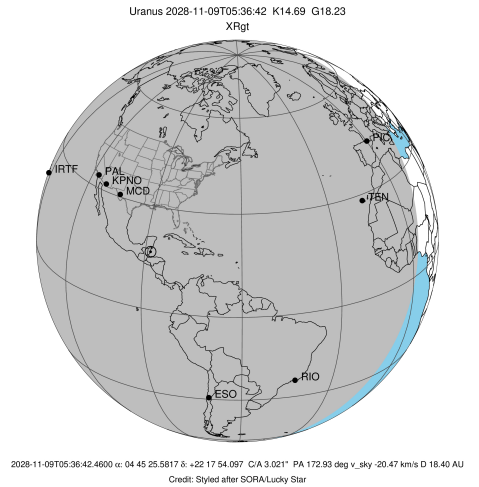 Uranus 2028-11-09T05:36:42 K14.69 G18.23
XRgt
PIC
IRTF
PAL
KPNO
MCD
TEN
RIO
ESO
2028-11-09T05:36:42.4600 α: 04 45 25.5817 δ: +22 17 54.097 C/A 3.021" PA 172.93 deg v_sky -20.47 km/s D 18.40 AU
Credit: Styled after SORA/Lucky Star